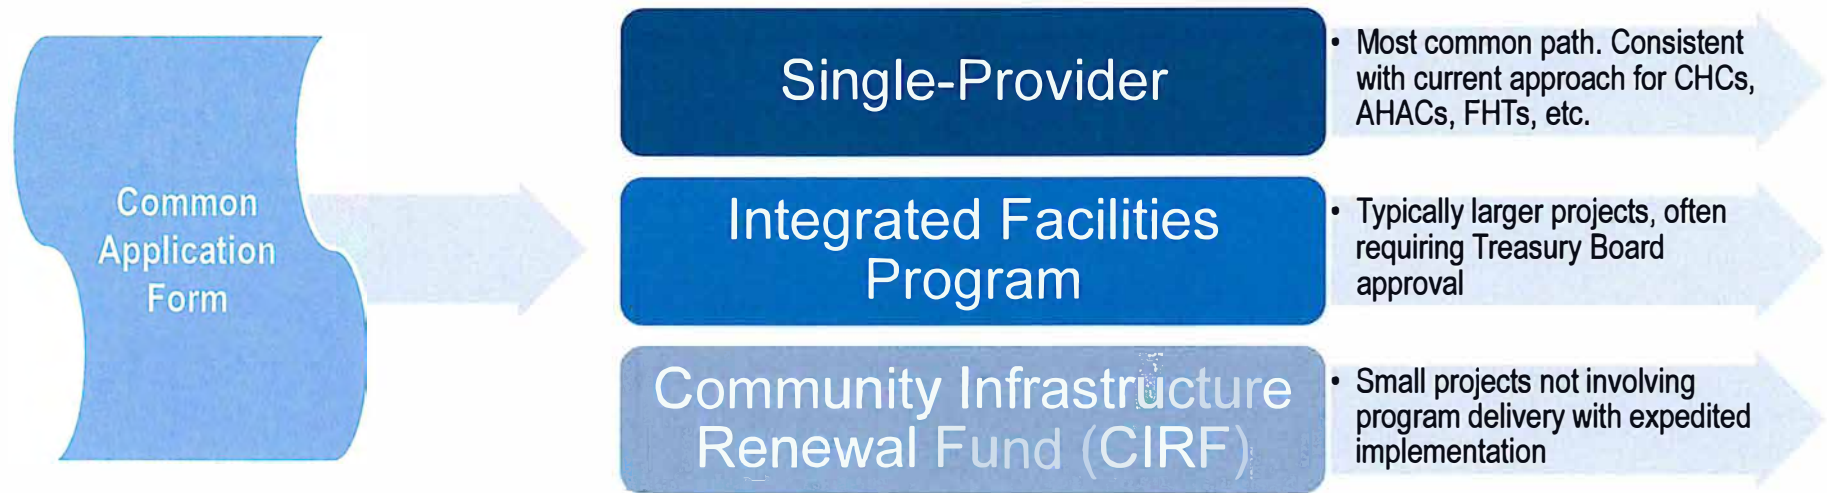 Common
Application
Form
Single-Provider
• Most common path. Consistent
with current approach for CHCs,
AHACs, FHTs, etc.
Integrated Facilities
Program
• Typically larger projects, often
requiring Treasury Board
approval
Community Infrastructure
Renewal Fund (CIRF)
• Small projects not involving
program delivery with expedited
implementation